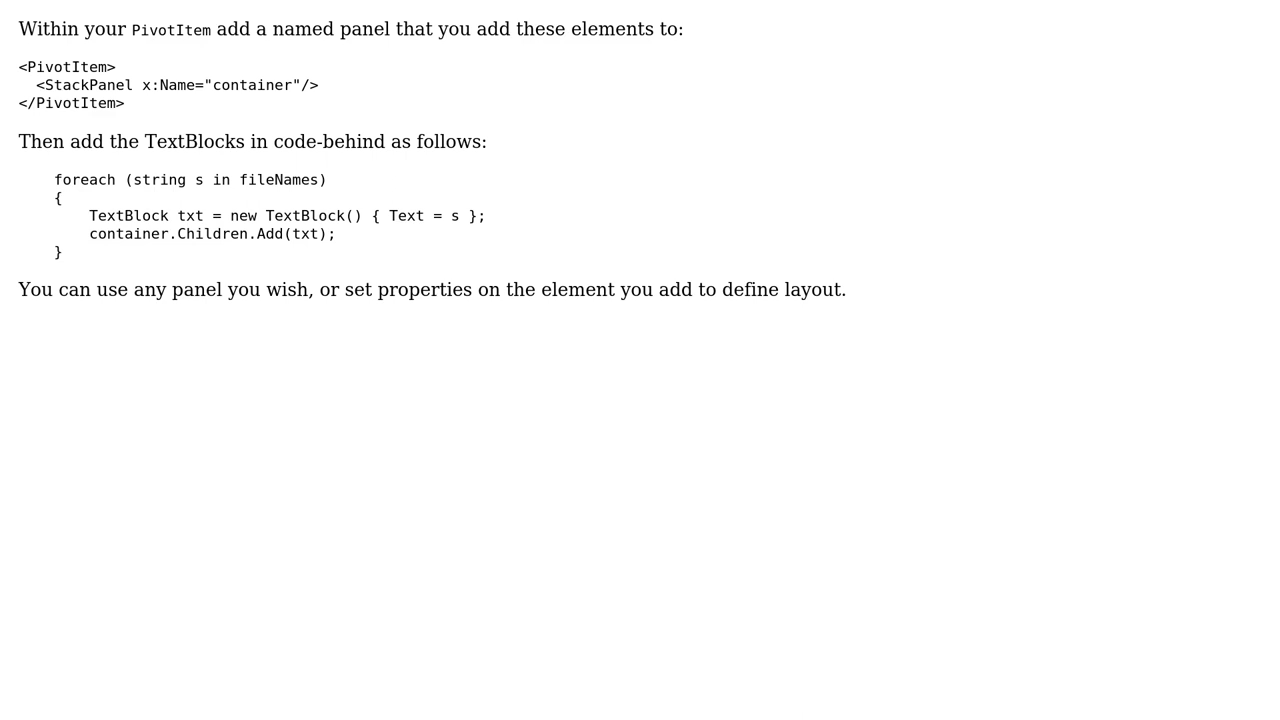 Within your PivotItem add a named panel that you add these elements to:
<PivotItem>
  <StackPanel x:Name="container"/>
</PivotItem>
Then add the TextBlocks in code-behind as follows:
    foreach (string s in fileNames)
    {
        TextBlock txt = new TextBlock() { Text = s };
        container.Children.Add(txt);
    }
You can use any panel you wish, or set properties on the element you add to define layout.